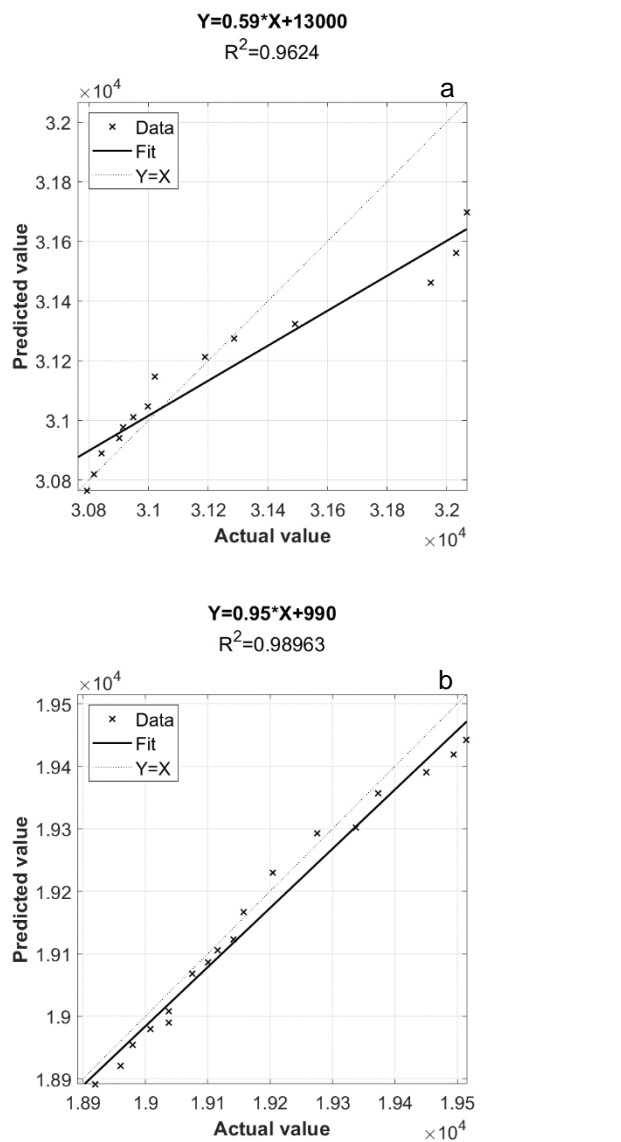 Y=0.59*X+13000
R²=0.9624
×10⁴
a
3.2
3.18
3.16
3.14
3.12
3.1
3.08
Data
Fit
Y=X
Predicted value
3.08 3.1 3.12 3.14 3.16 3.18 3.2
Actual value
×10⁴
Y=0.95*X+990
R²=0.98963
×10⁴
b
1.95
1.94
1.93
1.92
1.91
1.9
1.89
Data
Fit
Y=X
Predicted value
1.89 1.9 1.91 1.92 1.93 1.94 1.95
Actual value
×10⁴